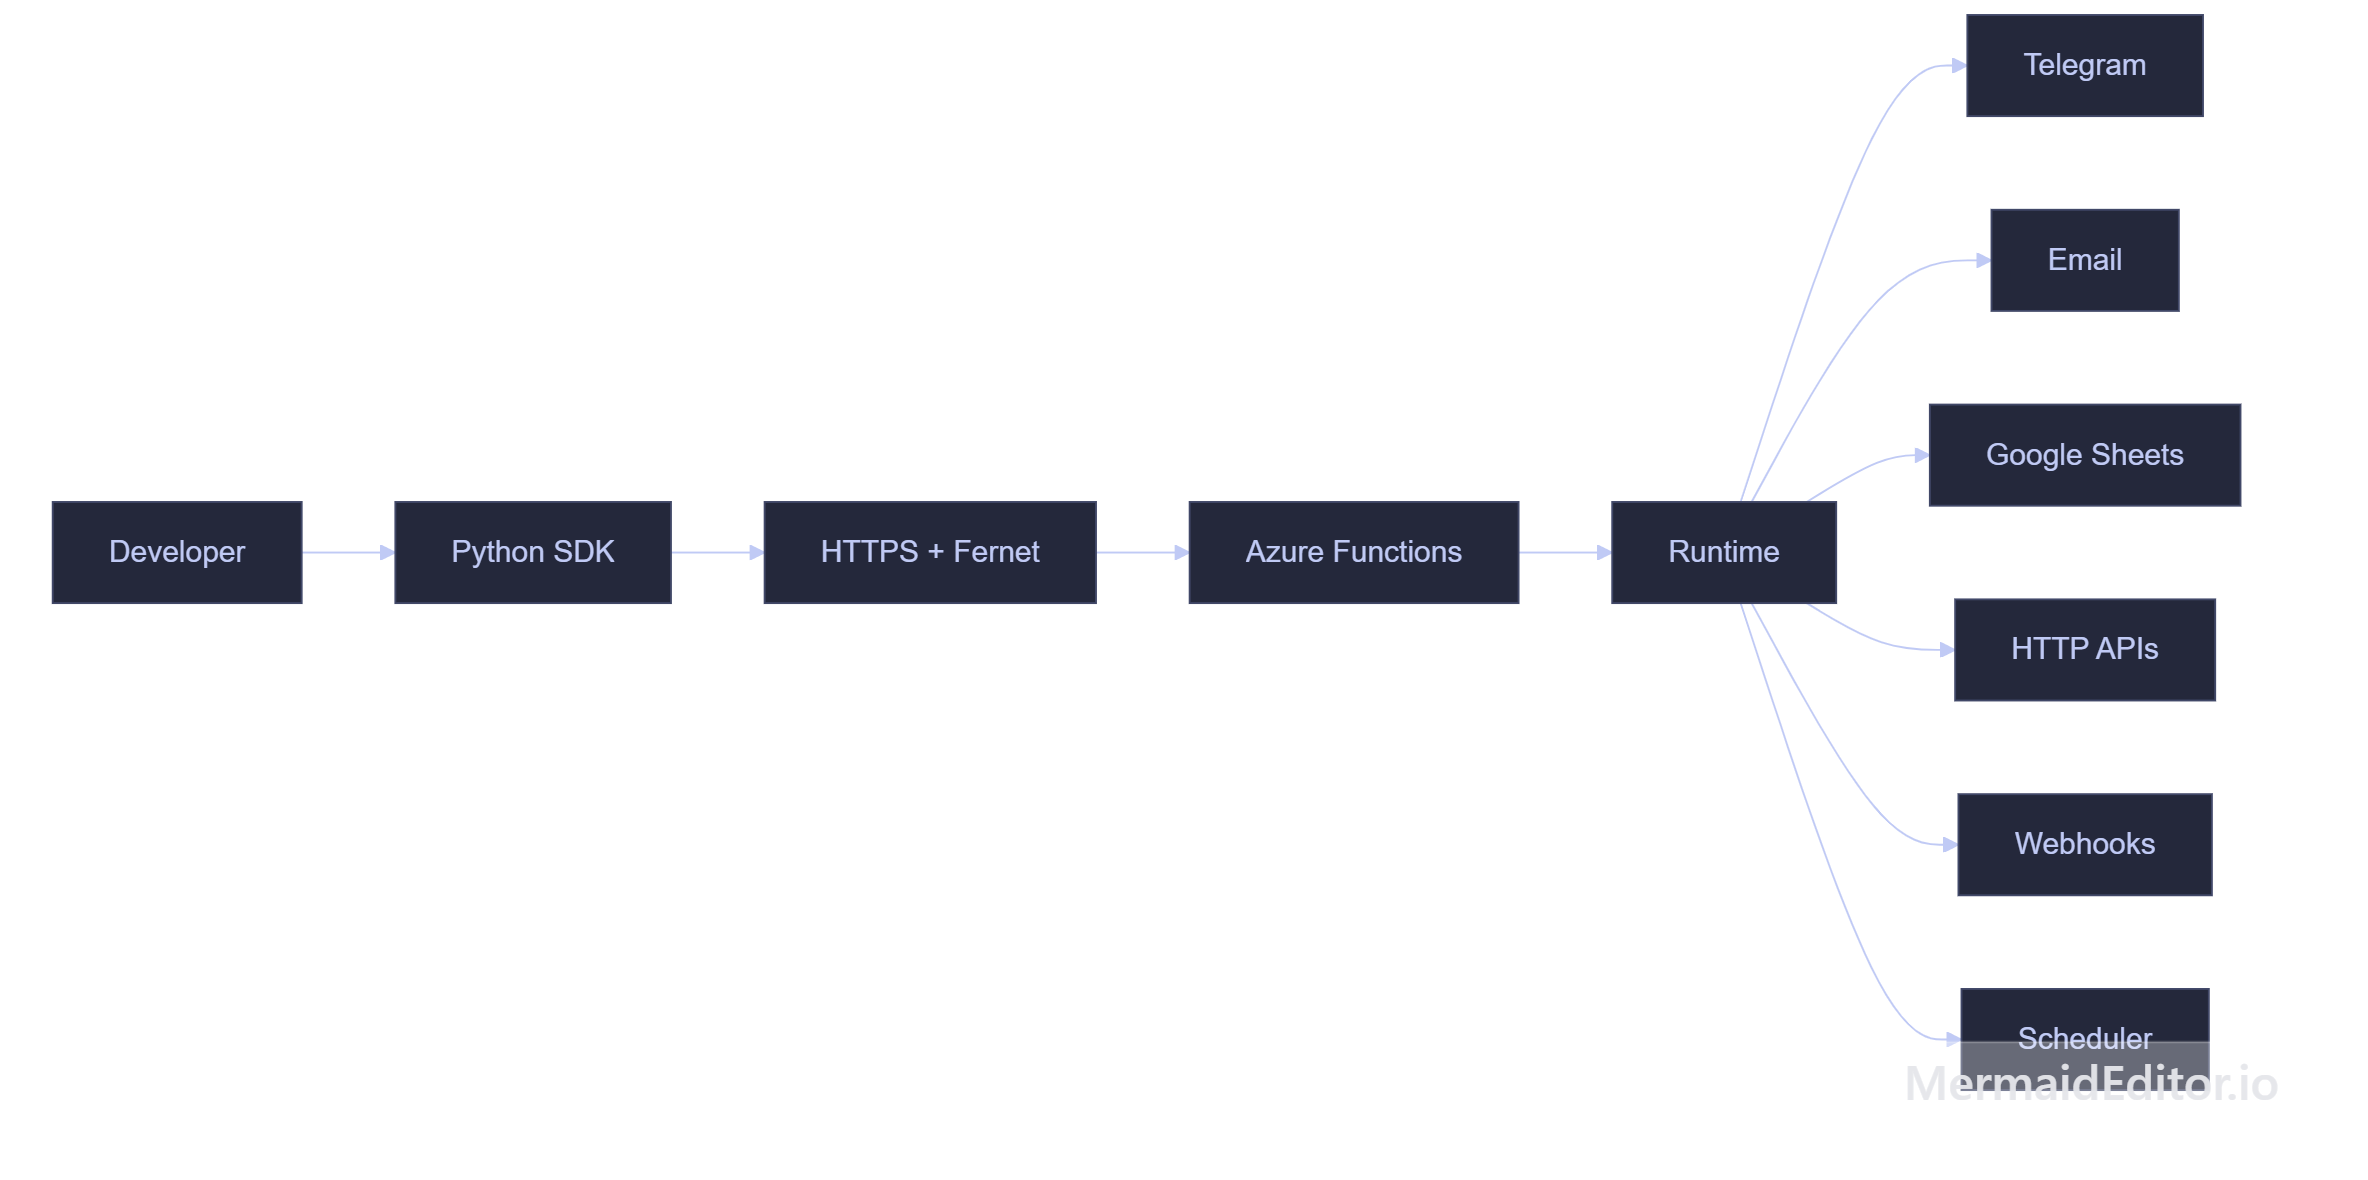 Telegram
Email
Google Sheets
Developer
Python SDK
HTTPS + Fernet
Azure Functions
Runtime
HTTP APIs
Webhooks
Scheduler
MermaidEditor.io